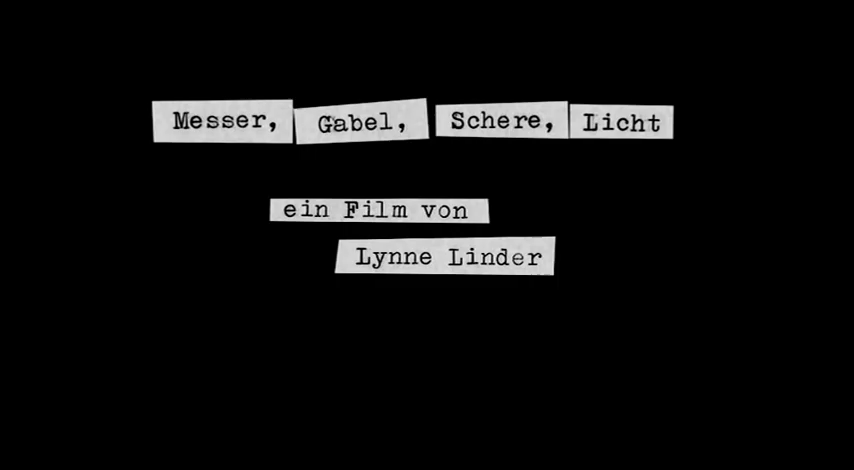 Messer, Gabel, Schere, Licht
ein Film von
Lynne Linder